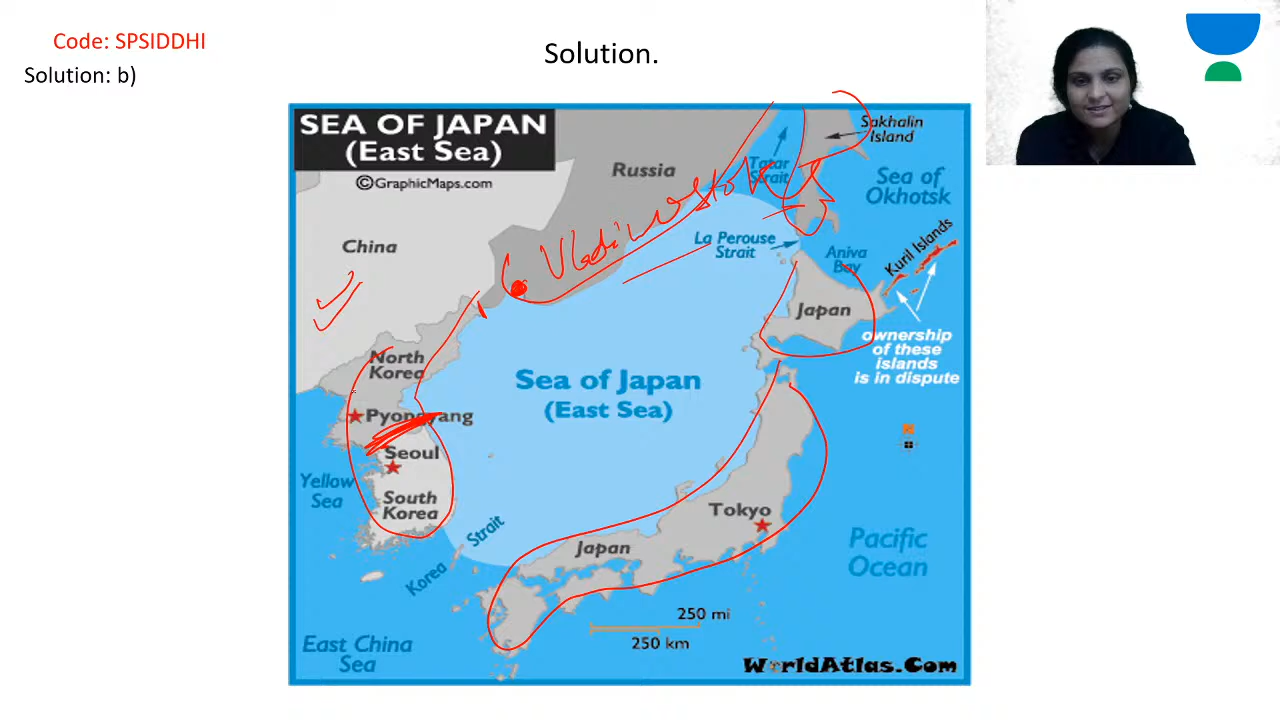 Code: SPSIDDHI
Solution: b)
Solution.
SEA OF JAPAN
(East Sea)
©GraphicMaps.com
Russia
Sakhalin
Island
Tatar
Strait
Sea of
Okhotsk
China
Vladivostok
La Perouse
Strait
Aniva
Bay
Kuril Islands
Japan
ownership
of these
islands
is in dispute
North
Korea
Sea of Japan
(East Sea)
Pyongyang
Seoul
Yellow
Sea
South
Korea
Korea Strait
Tokyo
Japan
Pacific
Ocean
250 mi
250 km
East China
Sea
WorldAtlas.Com